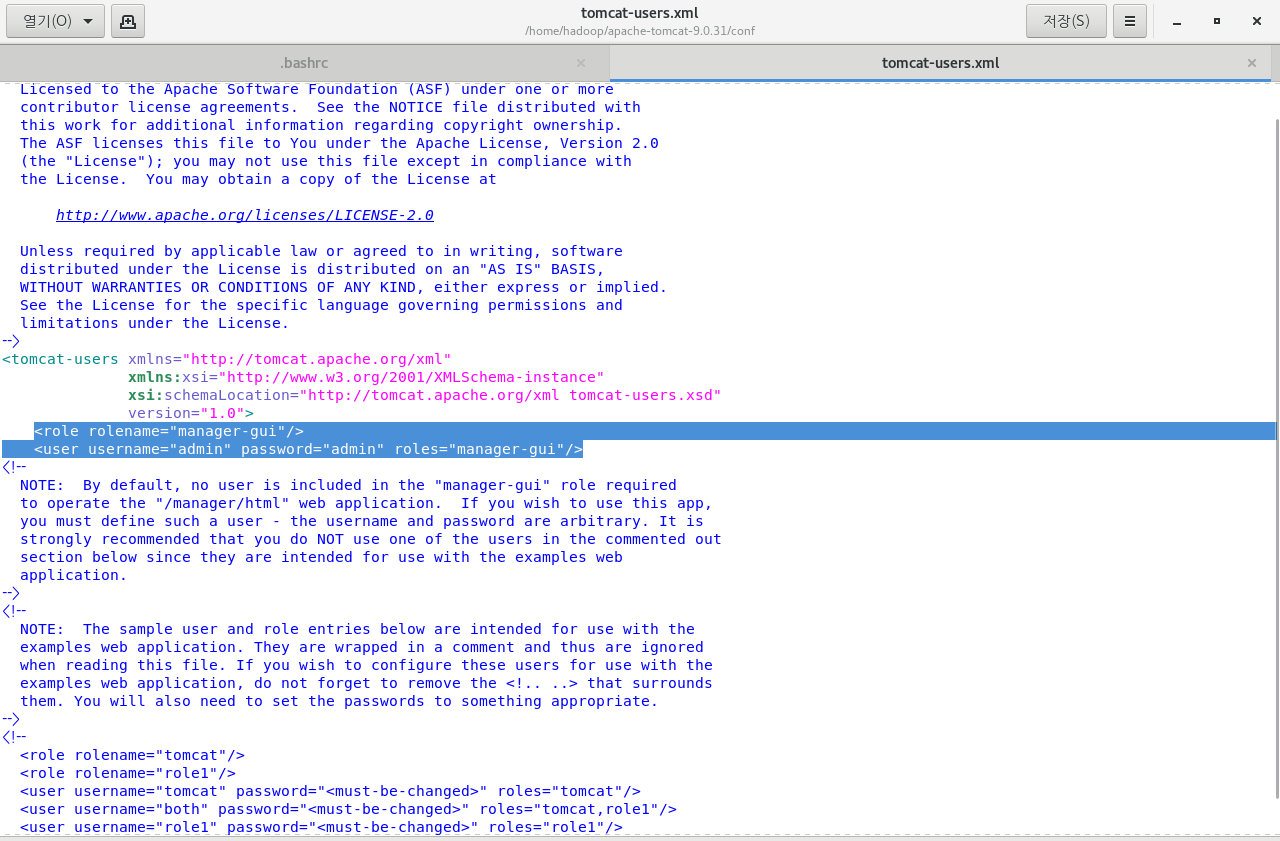 열기(O)
tomcat-users.xml
/home/hadoop/apache-tomcat-9.0.31/conf
저장(S)
.bashrc
tomcat-users.xml
Licensed to the Apache Software Foundation (ASF) under one or more
contributor license agreements.  See the NOTICE file distributed with
this work for additional information regarding copyright ownership.
The ASF licenses this file to You under the Apache License, Version 2.0
(the "License"); you may not use this file except in compliance with
the License.  You may obtain a copy of the License at
http://www.apache.org/licenses/LICENSE-2.0
Unless required by applicable law or agreed to in writing, software
distributed under the License is distributed on an "AS IS" BASIS,
WITHOUT WARRANTIES OR CONDITIONS OF ANY KIND, either express or implied.
See the License for the specific language governing permissions and
limitations under the License.
-->
<tomcat-users xmlns="http://tomcat.apache.org/xml"
xmlns:xsi="http://www.w3.org/2001/XMLSchema-instance"
xsi:schemaLocation="http://tomcat.apache.org/xml tomcat-users.xsd"
version="1.0">
<role rolename="manager-gui"/>
<user username="admin" password="admin" roles="manager-gui"/>
<!--
NOTE:  By default, no user is included in the "manager-gui" role required
to operate the "/manager/html" web application.  If you wish to use this app,
you must define such a user - the username and password are arbitrary. It is
strongly recommended that you do NOT use one of the users in the commented out
section below since they are intended for use with the examples web
application.
-->
<!--
NOTE:  The sample user and role entries below are intended for use with the
examples web application. They are wrapped in a comment and thus are ignored
when reading this file. If you wish to configure these users for use with the
examples web application, do not forget to remove the <!.. ..> that surrounds
them. You will also need to set the passwords to something appropriate.
-->
<!--
<role rolename="tomcat"/>
<role rolename="role1"/>
<user username="tomcat" password="<must-be-changed>" roles="tomcat"/>
<user username="both" password="<must-be-changed>" roles="tomcat,role1"/>
<user username="role1" password="<must-be-changed>" roles="role1"/>